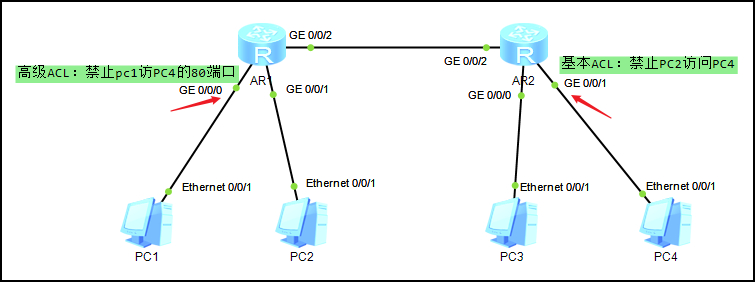 GE 0/0/2
R
R
GE 0/0/2
基本ACL：禁止PC2访问PC4
高级ACL：禁止pc1访PC4的80端口
AR2
GE 0/0/1
GE 0/0/0
GE 0/0/1
GE 0/0/0
Ethernet 0/0/1
Ethernet 0/0/1
Ethernet 0/0/1
Ethernet 0/0/1
PC1
PC2
PC3
PC4